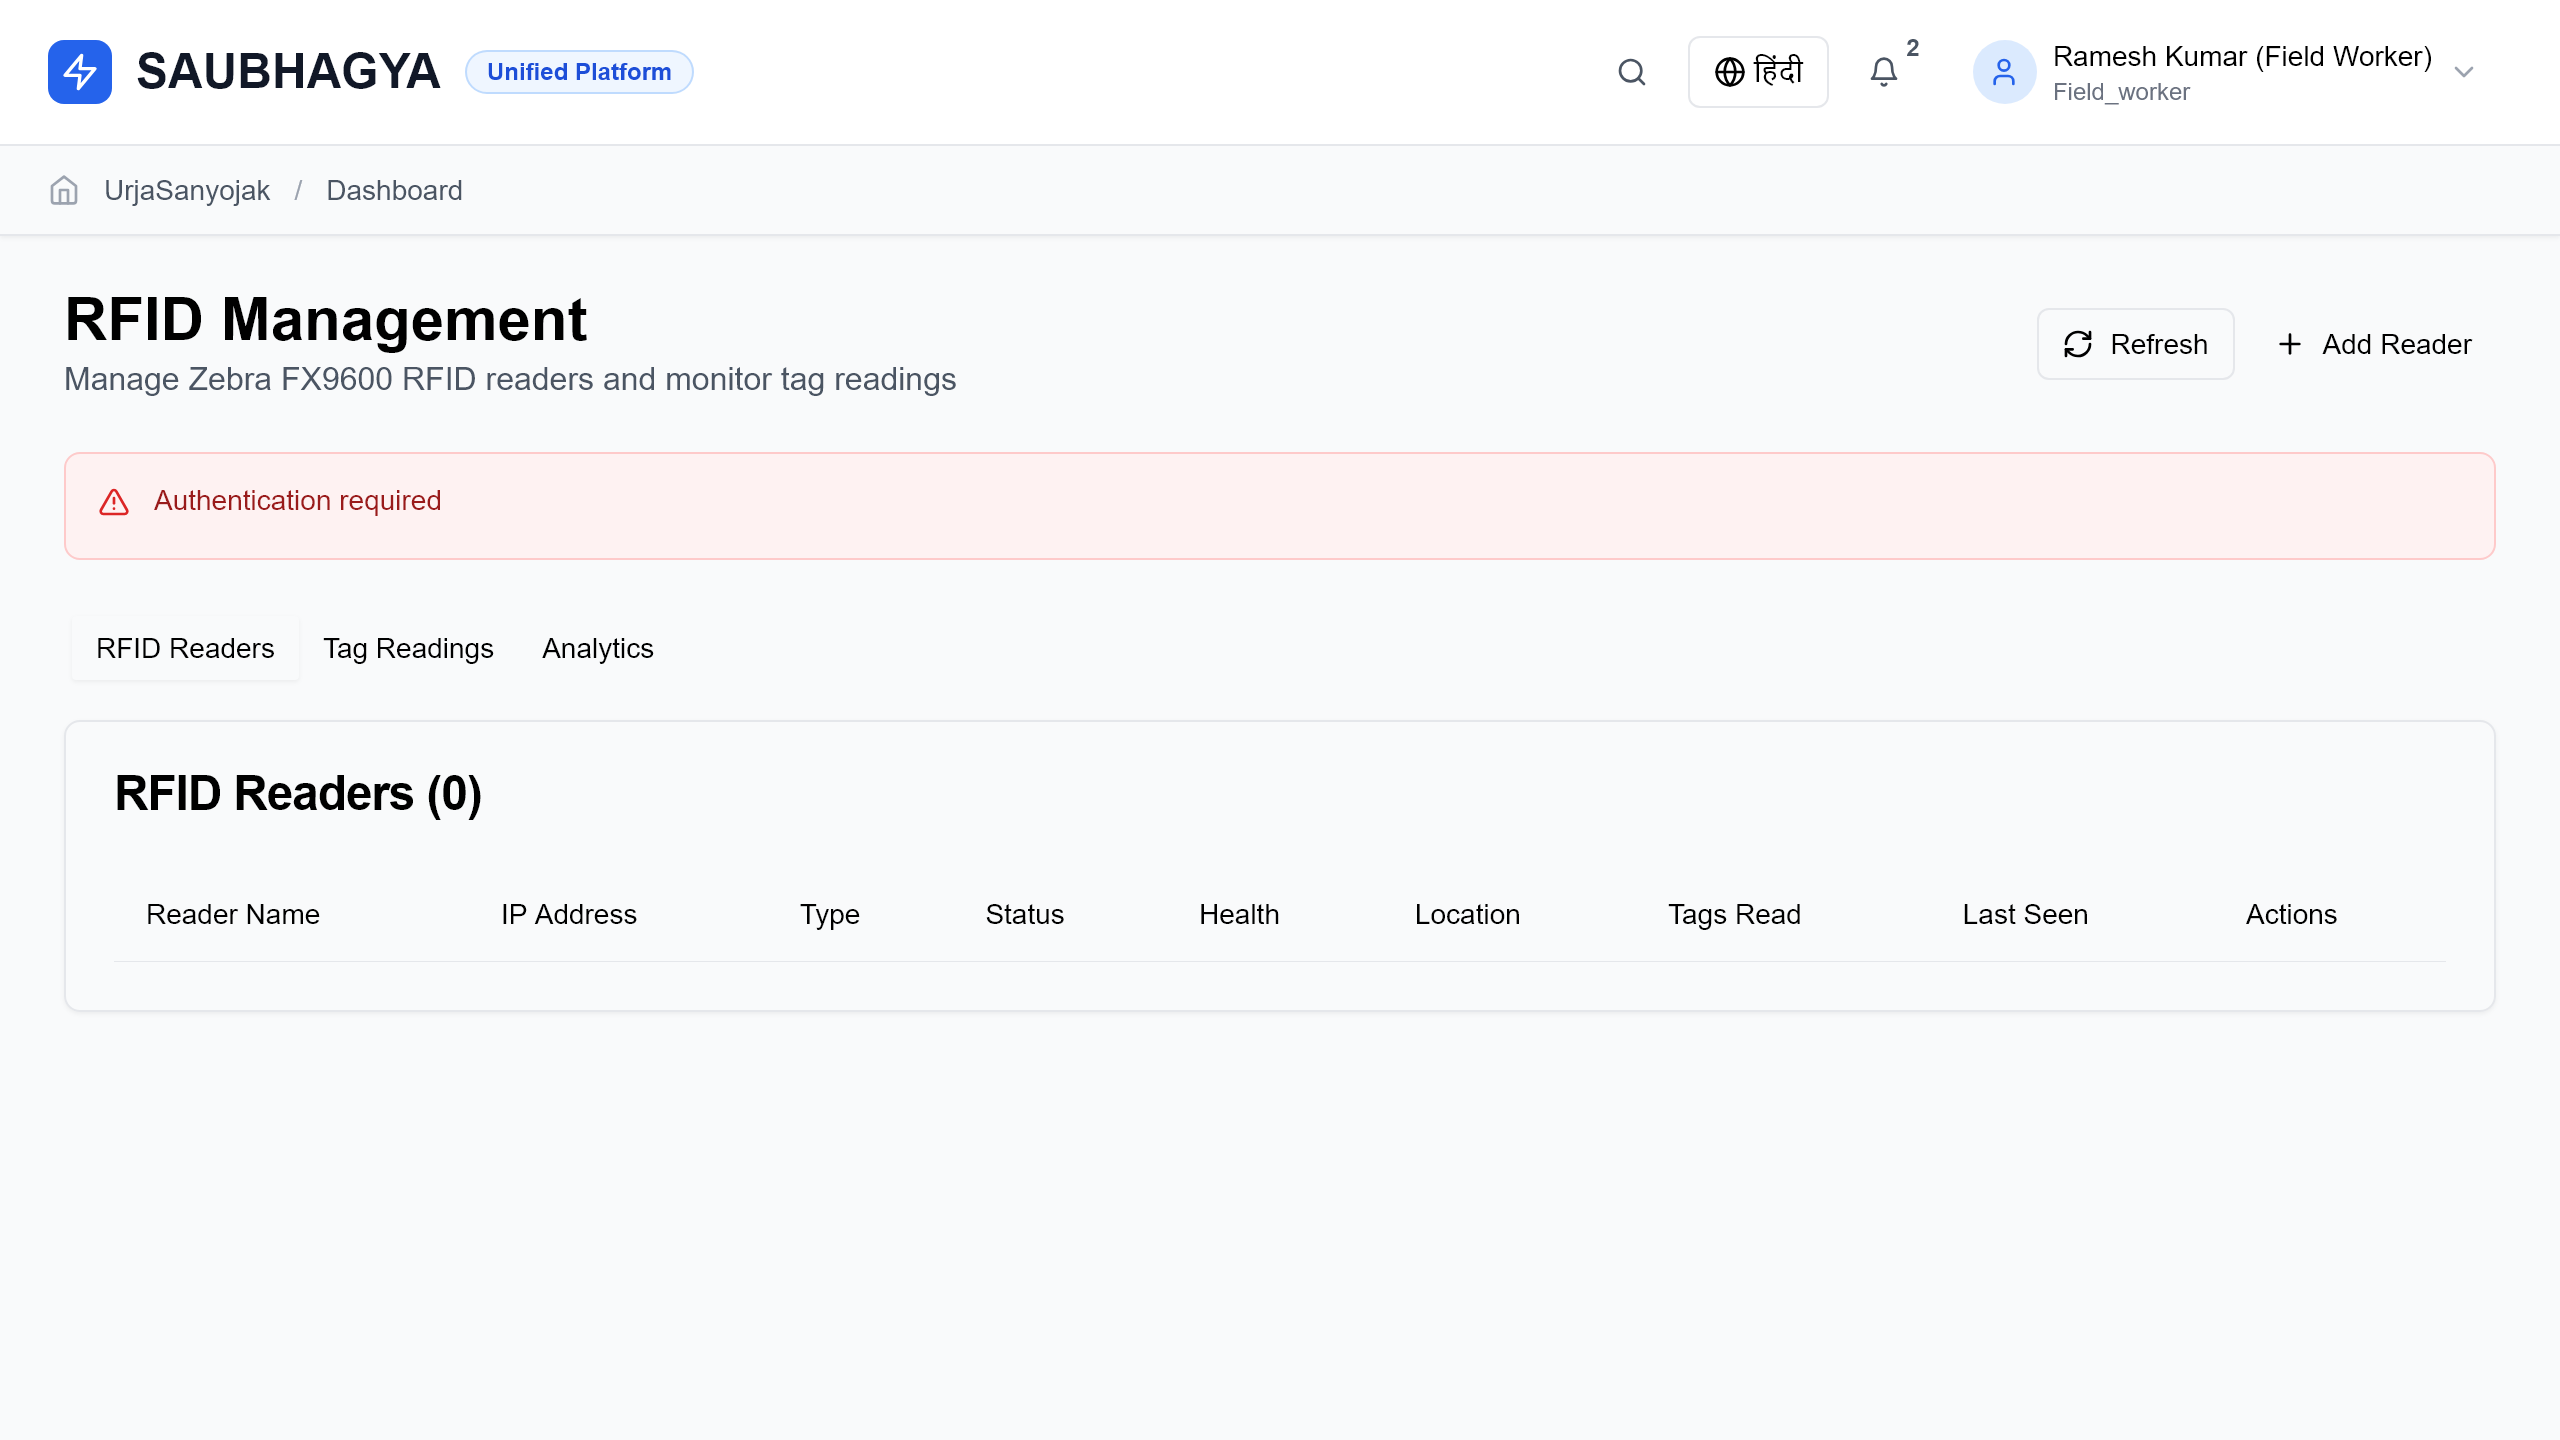 SAUBHAGYA Unified Platform हिंदी 2 Ramesh Kumar (Field Worker)
Field_worker
UrjaSanyojak / Dashboard
RFID Management
Manage Zebra FX9600 RFID readers and monitor tag readings
Refresh Add Reader
Authentication required
RFID Readers Tag Readings Analytics
RFID Readers (0)
Reader Name IP Address Type Status Health Location Tags Read Last Seen Actions